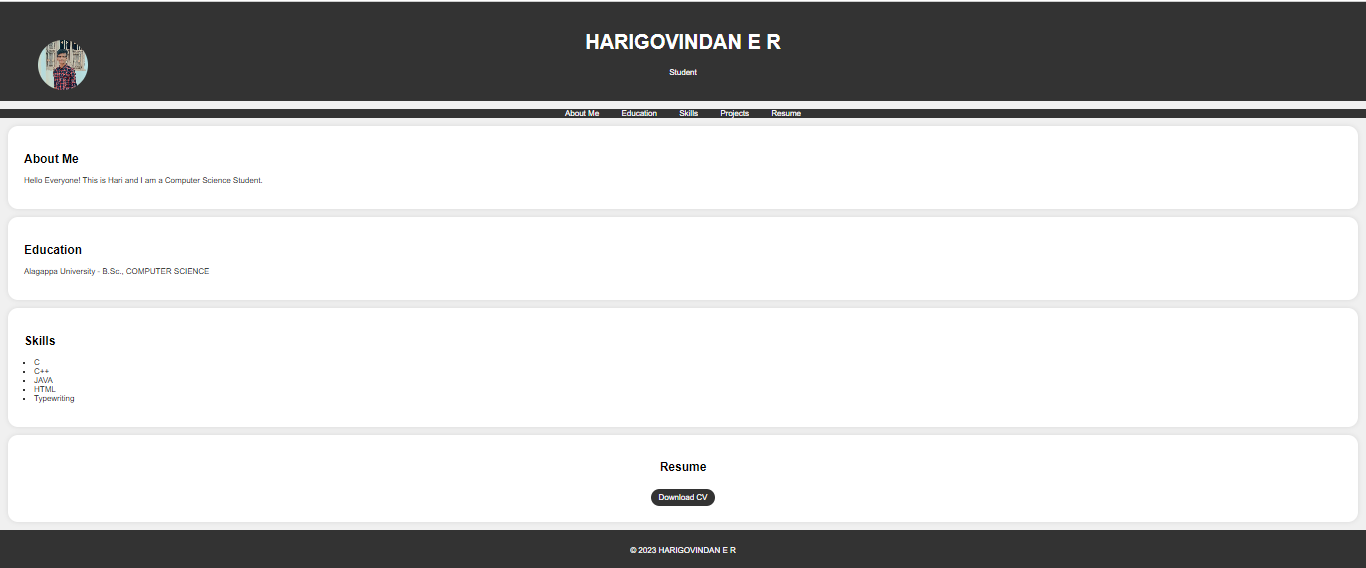 HARIGOVINDAN E R
Student
About Me Education Skills Projects Resume
About Me
Hello Everyone! This is Hari and I am a Computer Science Student.
Education
Alagappa University - B.Sc., COMPUTER SCIENCE
Skills
C
C++
JAVA
HTML
Typewriting
Resume
Download CV
© 2023 HARIGOVINDAN E R